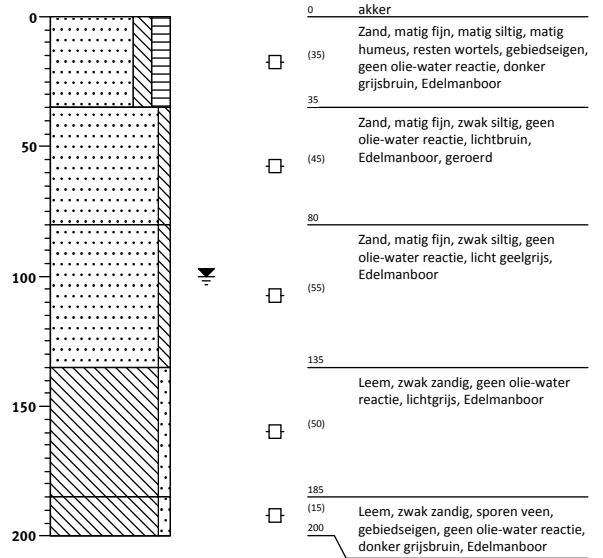 0
50
100
150
200
0 akker
Zand, matig fijn, matig siltig, matig
(35) humeus, resten wortels, gebiedseigen,
geen olie-water reactie, donker
grijsbruin, Edelmanboor
35
Zand, matig fijn, zwak siltig, geen
olie-water reactie, lichtbruin,
(45) Edelmanboor, geroerd
80
Zand, matig fijn, zwak siltig, geen
olie-water reactie, licht geelgrijs,
Edelmanboor
(55)
135
Leem, zwak zandig, geen olie-water
reactie, lichtgrijs, Edelmanboor
(50)
185
(15) Leem, zwak zandig, sporen veen,
200 gebiedseigen, geen olie-water reactie,
donker grijsbruin, Edelmanboor